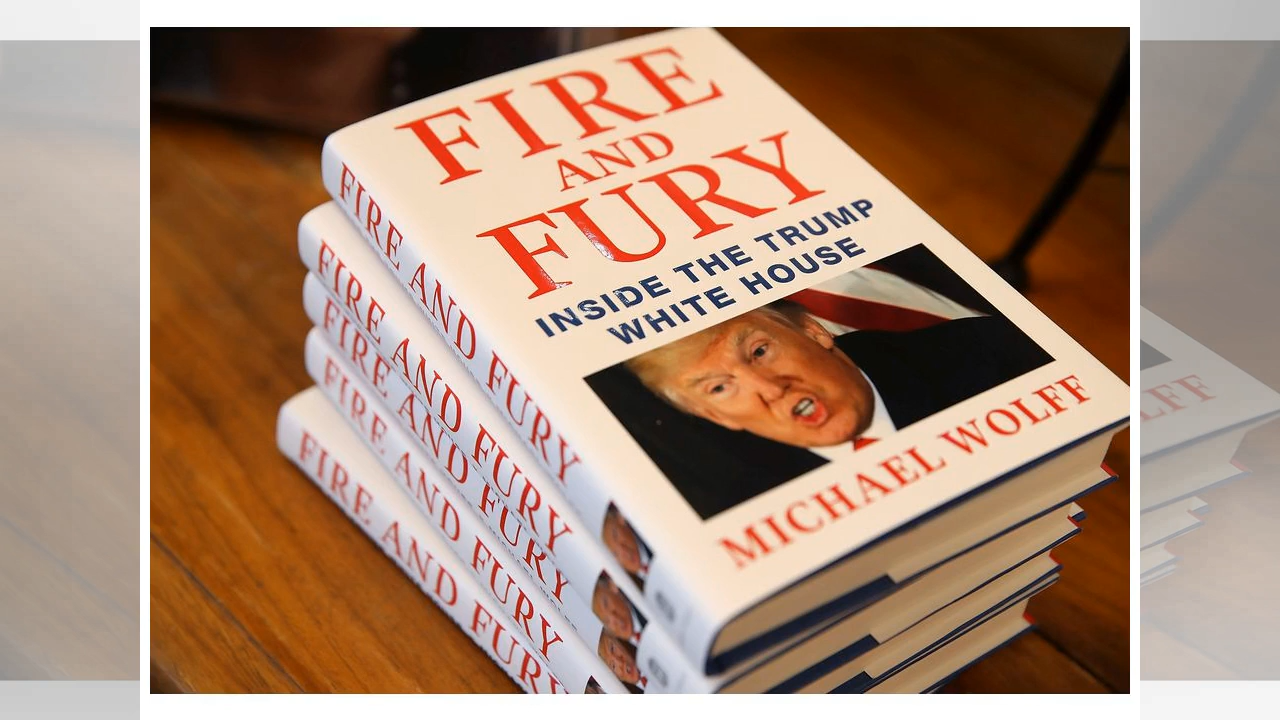 FIRE
AND
FURY
INSIDE THE TRUMP
WHITE HOUSE
MICHAEL WOLFF
FIRE AND FURY
FIRE AND FURY
FIRE AND FURY
FIRE AND FURY
FIRE AND FURY
LFF